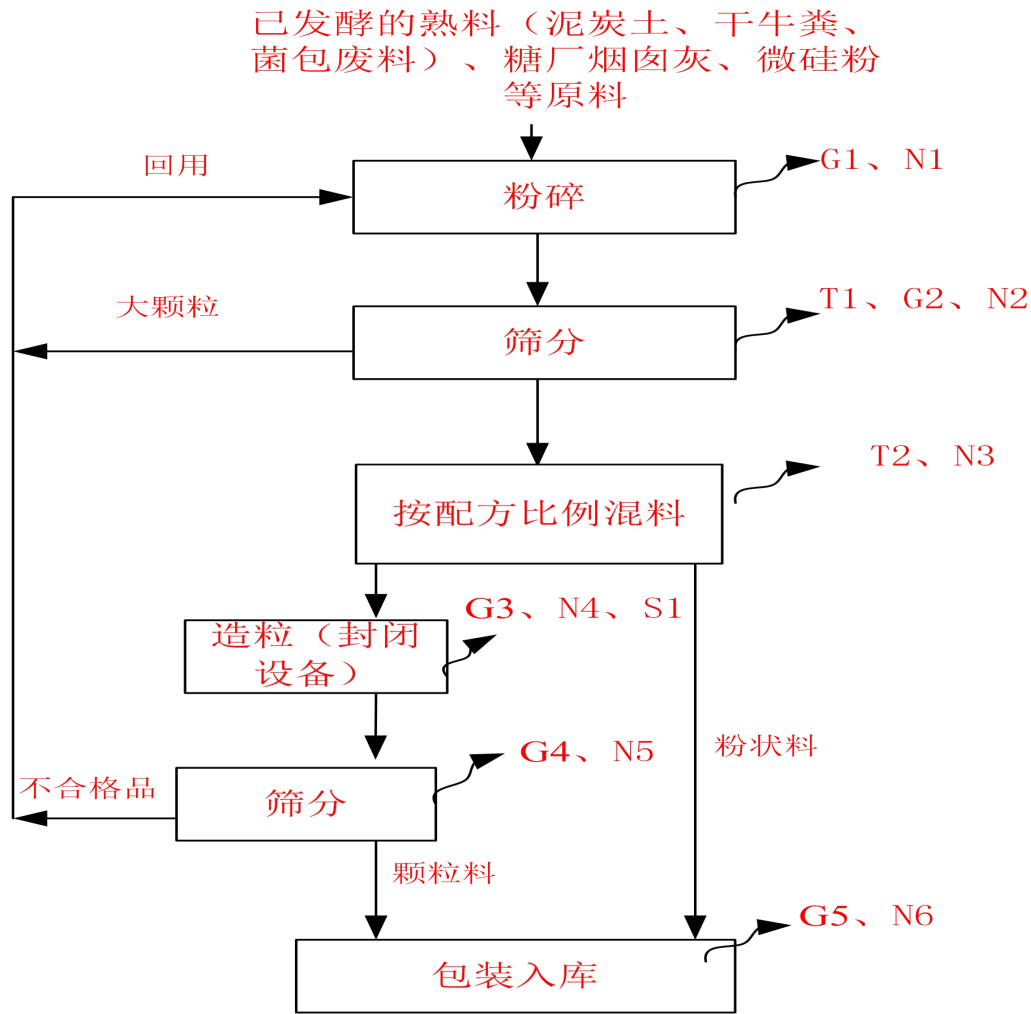 已发酵的熟料（泥炭土、干牛粪、
菌包废料）、糖厂烟囱灰、微硅粉
等原料
回用
粉碎
G1、N1
大颗粒
筛分
T1、G2、N2
按配方比例混料
T2、N3
造粒（封闭
设备）
G3、N4、S1
粉状料
不合格品
筛分
G4、N5
颗粒料
包装入库
G5、N6